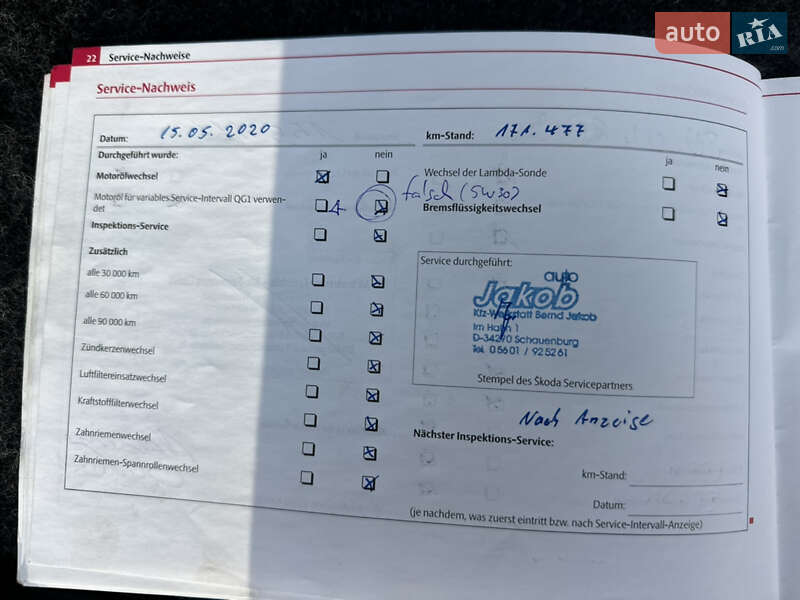 auto RIA .com
22 Service-Nachweise
Service-Nachweis
Datum: 15.05.2020
km-Stand: 171.477
Durchgeführt wurde: ja nein
ja nein
Motorölwechsel
Motoröl für variables Service-Intervall QG1 verwen-
det
falsch (5W30)
Inspektions-Service
Zusätzlich
alle 30 000 km
alle 60 000 km
alle 90 000 km
Zündkerzenwechsel
Luftfiltereinsatzwechsel
Kraftstofffilterwechsel
Zahnriemenwechsel
Zahnriemen-Spannrollenwechsel
Wechsel der Lambda-Sonde
Bremsflüssigkeitswechsel
Service durchgeführt:
auto
Jakob
Kfz-Werkstatt Bernd Jakob
Im Hain 1
D-34270 Schauenburg
Tel. 05601 / 925261
Stempel des Škoda Servicepartners
Nach Anzeige
Nächster Inspektions-Service:
km-Stand:
Datum:
(je nachdem, was zuerst eintritt bzw. nach Service-Intervall-Anzeige)